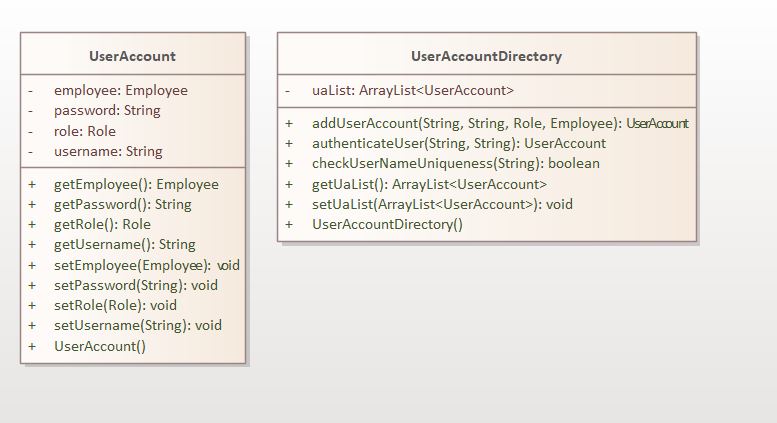 UserAccount
- employee: Employee
- password: String
- role: Role
- username: String
+ getEmployee(): Employee
+ getPassword(): String
+ getRole(): Role
+ getUsername(): String
+ setEmployee(Employee): void
+ setPassword(String): void
+ setRole(Role): void
+ setUsername(String): void
+ UserAccount()
UserAccountDirectory
- uaList: ArrayList<UserAccount>
+ addUserAccount(String, String, Role, Employee): UserAccount
+ authenticateUser(String, String): UserAccount
+ checkUserNameUniqueness(String): boolean
+ getUaList(): ArrayList<UserAccount>
+ setUaList(ArrayList<UserAccount>): void
+ UserAccountDirectory()